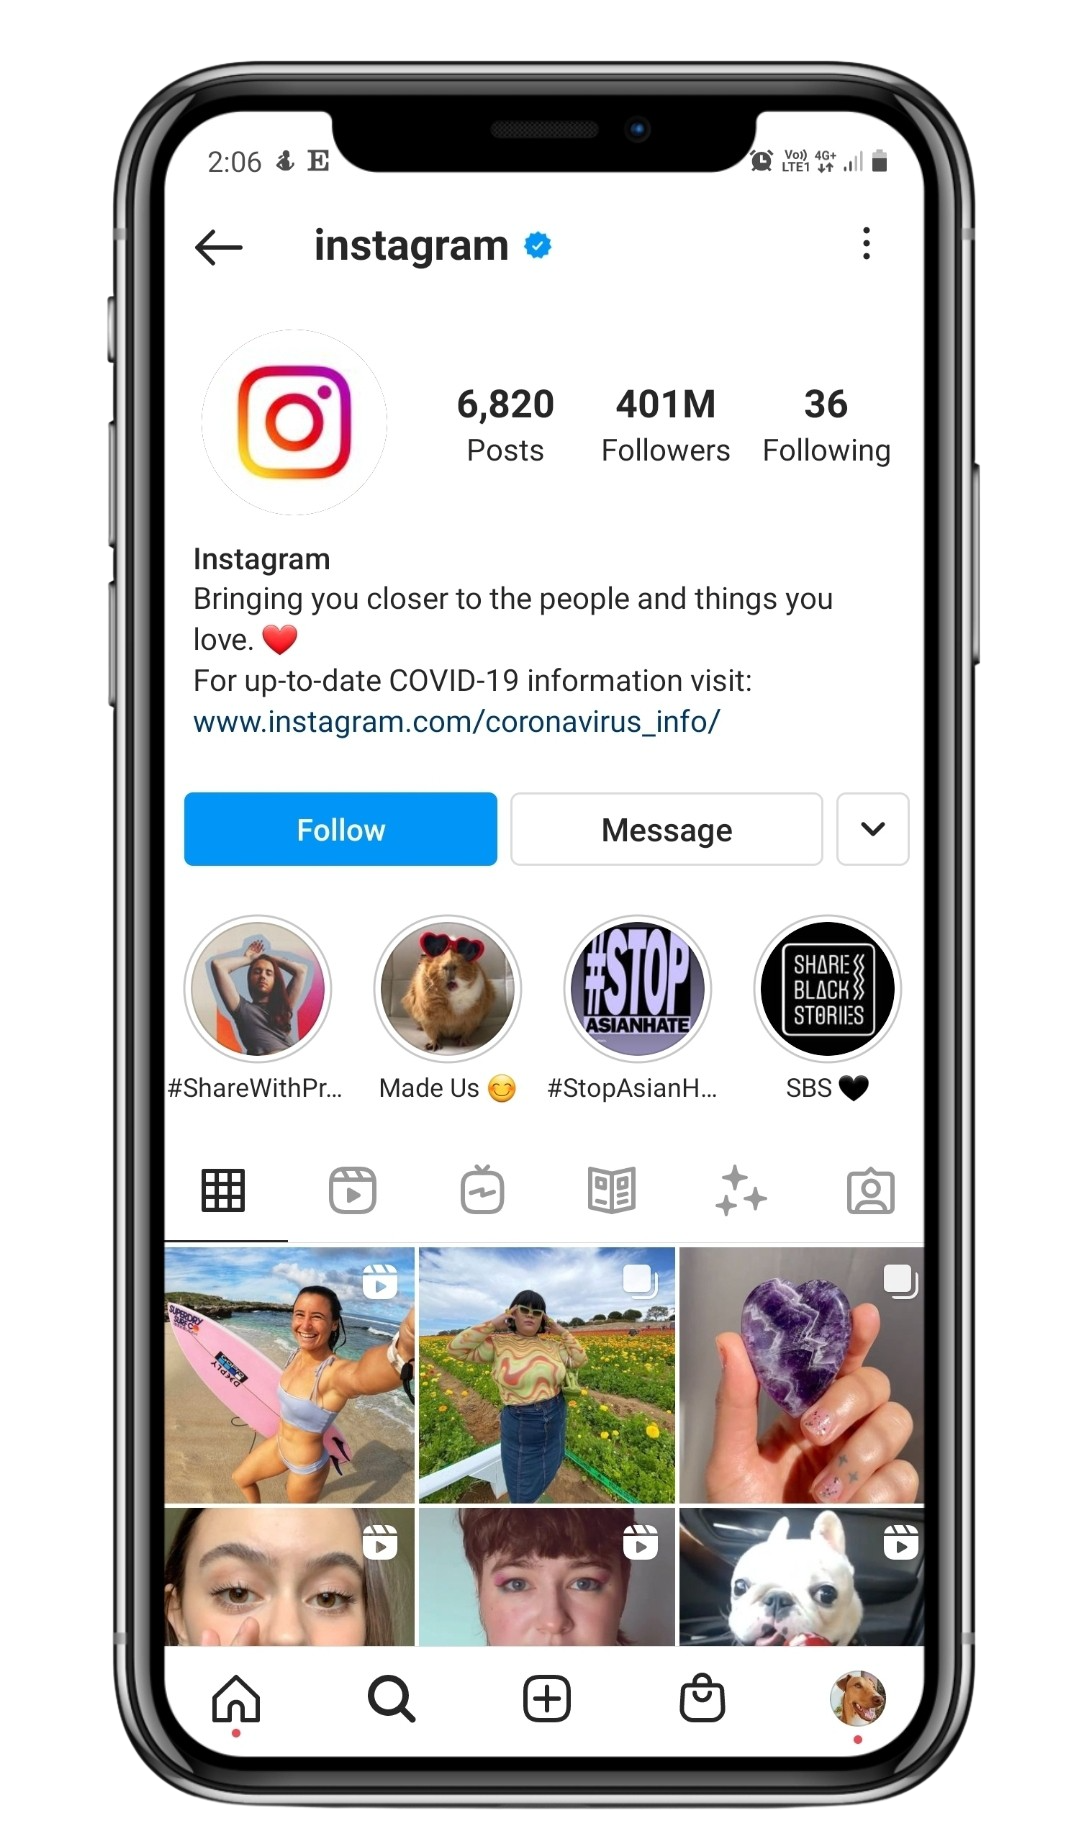 2:06 E Vo) 4G+
LTE1
instagram
6,820 401M 36
Posts Followers Following
Instagram
Bringing you closer to the people and things you
love. ❤️
For up-to-date COVID-19 information visit:
www.instagram.com/coronavirus_info/
Follow Message
#STOP
ASIANHATE
SHARE
BLACK
STORIES
#ShareWithPr... Made Us 😊 #StopAsianH... SBS 🖤
SUPERDRY
SURF